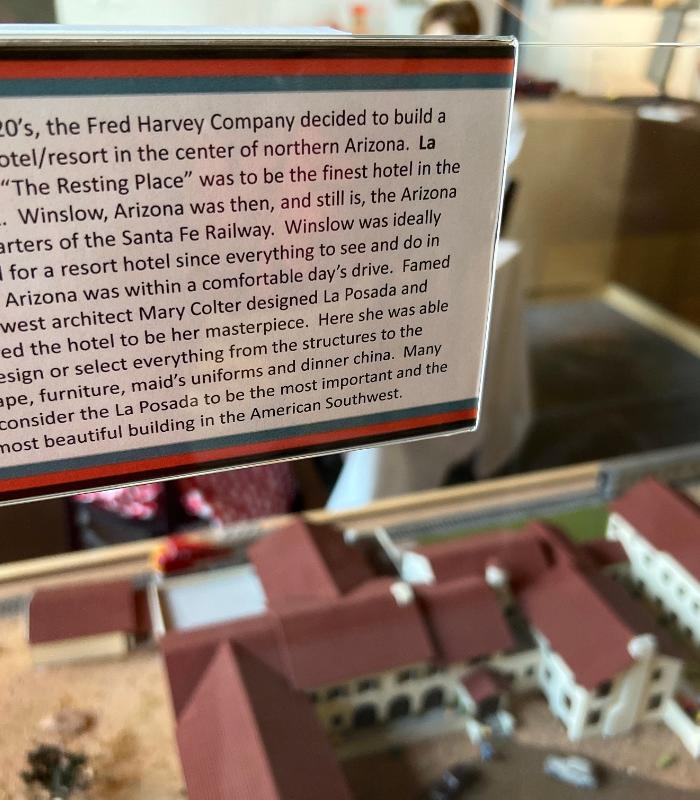 20's, the Fred Harvey Company decided to build a
otel/resort in the center of northern Arizona. La
"The Resting Place" was to be the finest hotel in the
. Winslow, Arizona was then, and still is, the Arizona
arters of the Santa Fe Railway. Winslow was ideally
for a resort hotel since everything to see and do in
Arizona was within a comfortable day's drive. Famed
west architect Mary Colter designed La Posada and
red the hotel to be her masterpiece. Here she was able
esign or select everything from the structures to the
ape, furniture, maid's uniforms and dinner china. Many
consider the La Posada to be the most important and the
most beautiful building in the American Southwest.